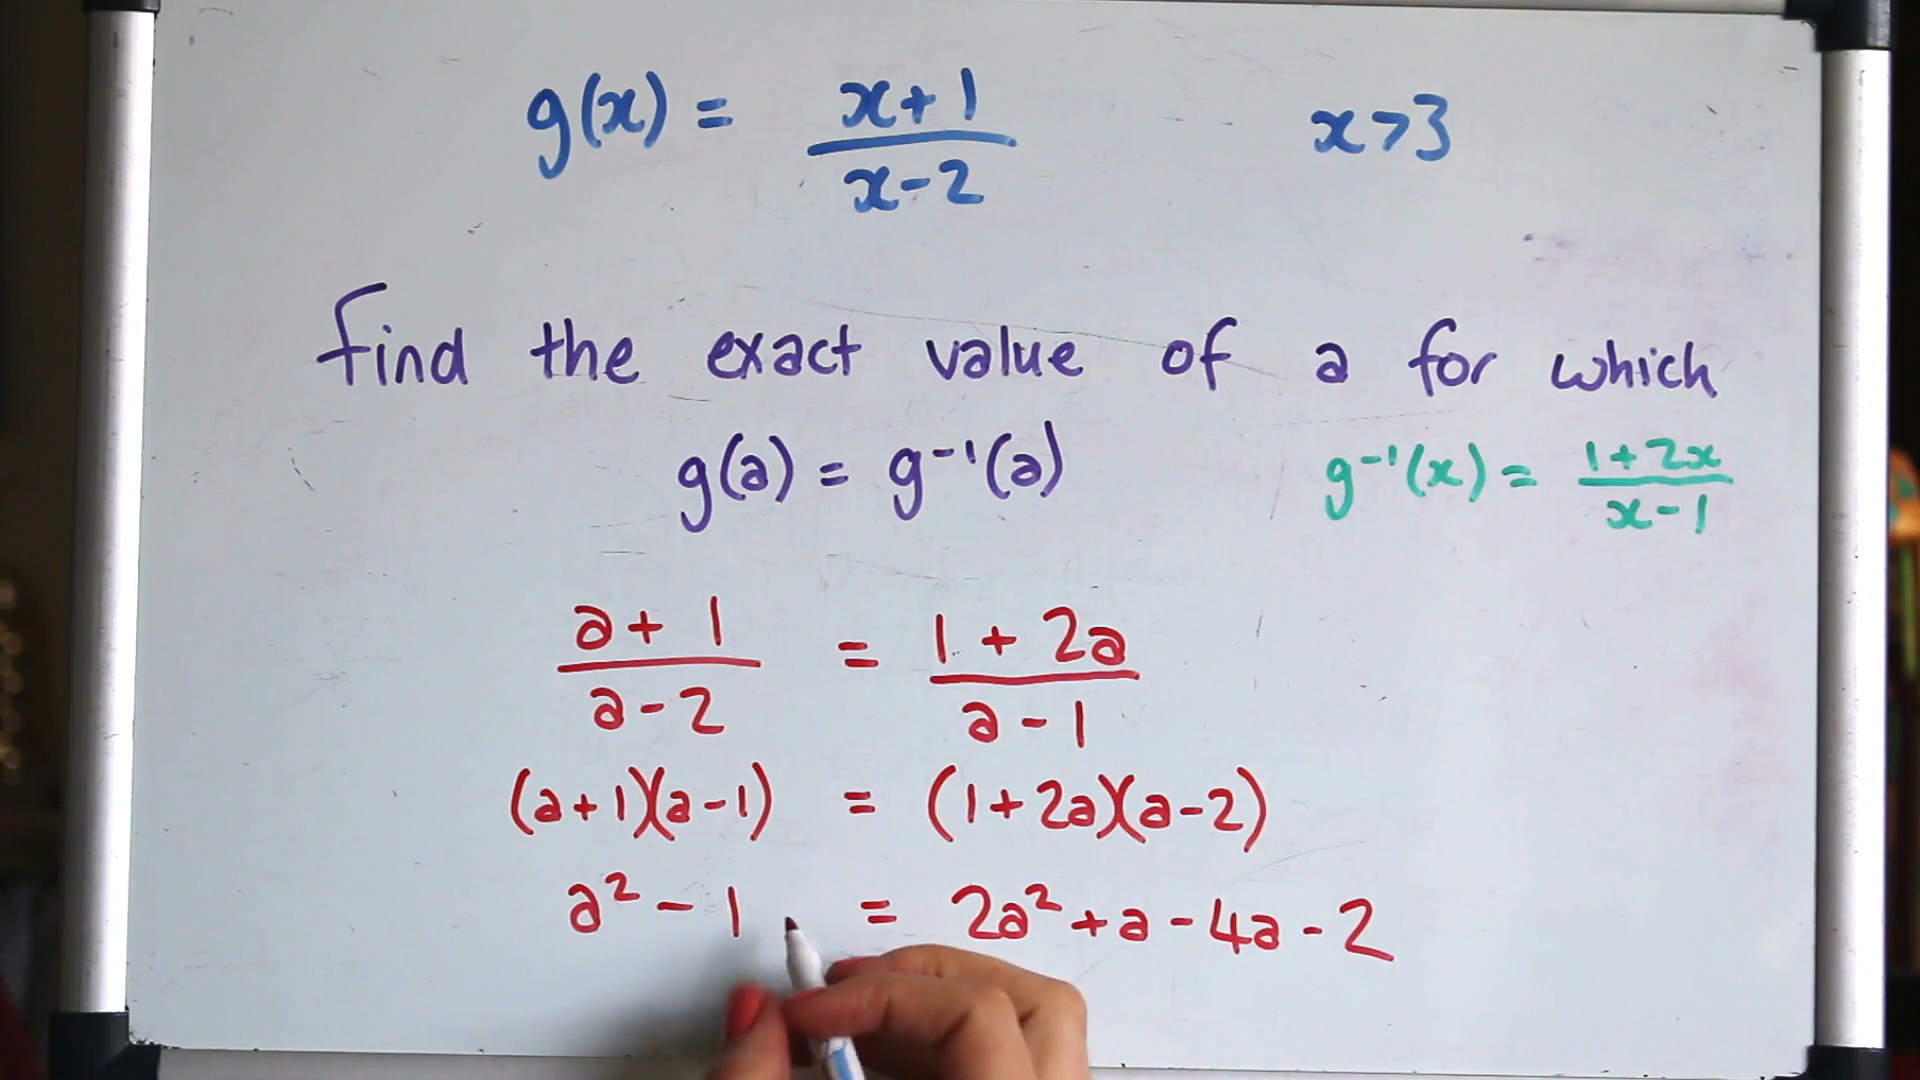 g(x) = x+1 / x-2    x>3
find the exact value of a for which
g(a) = g⁻¹(a)    g⁻¹(x) = 1+2x / x-1
a+1 / a-2 = 1+2a / a-1
(a+1)(a-1) = (1+2a)(a-2)
a² - 1 = 2a² + a - 4a - 2